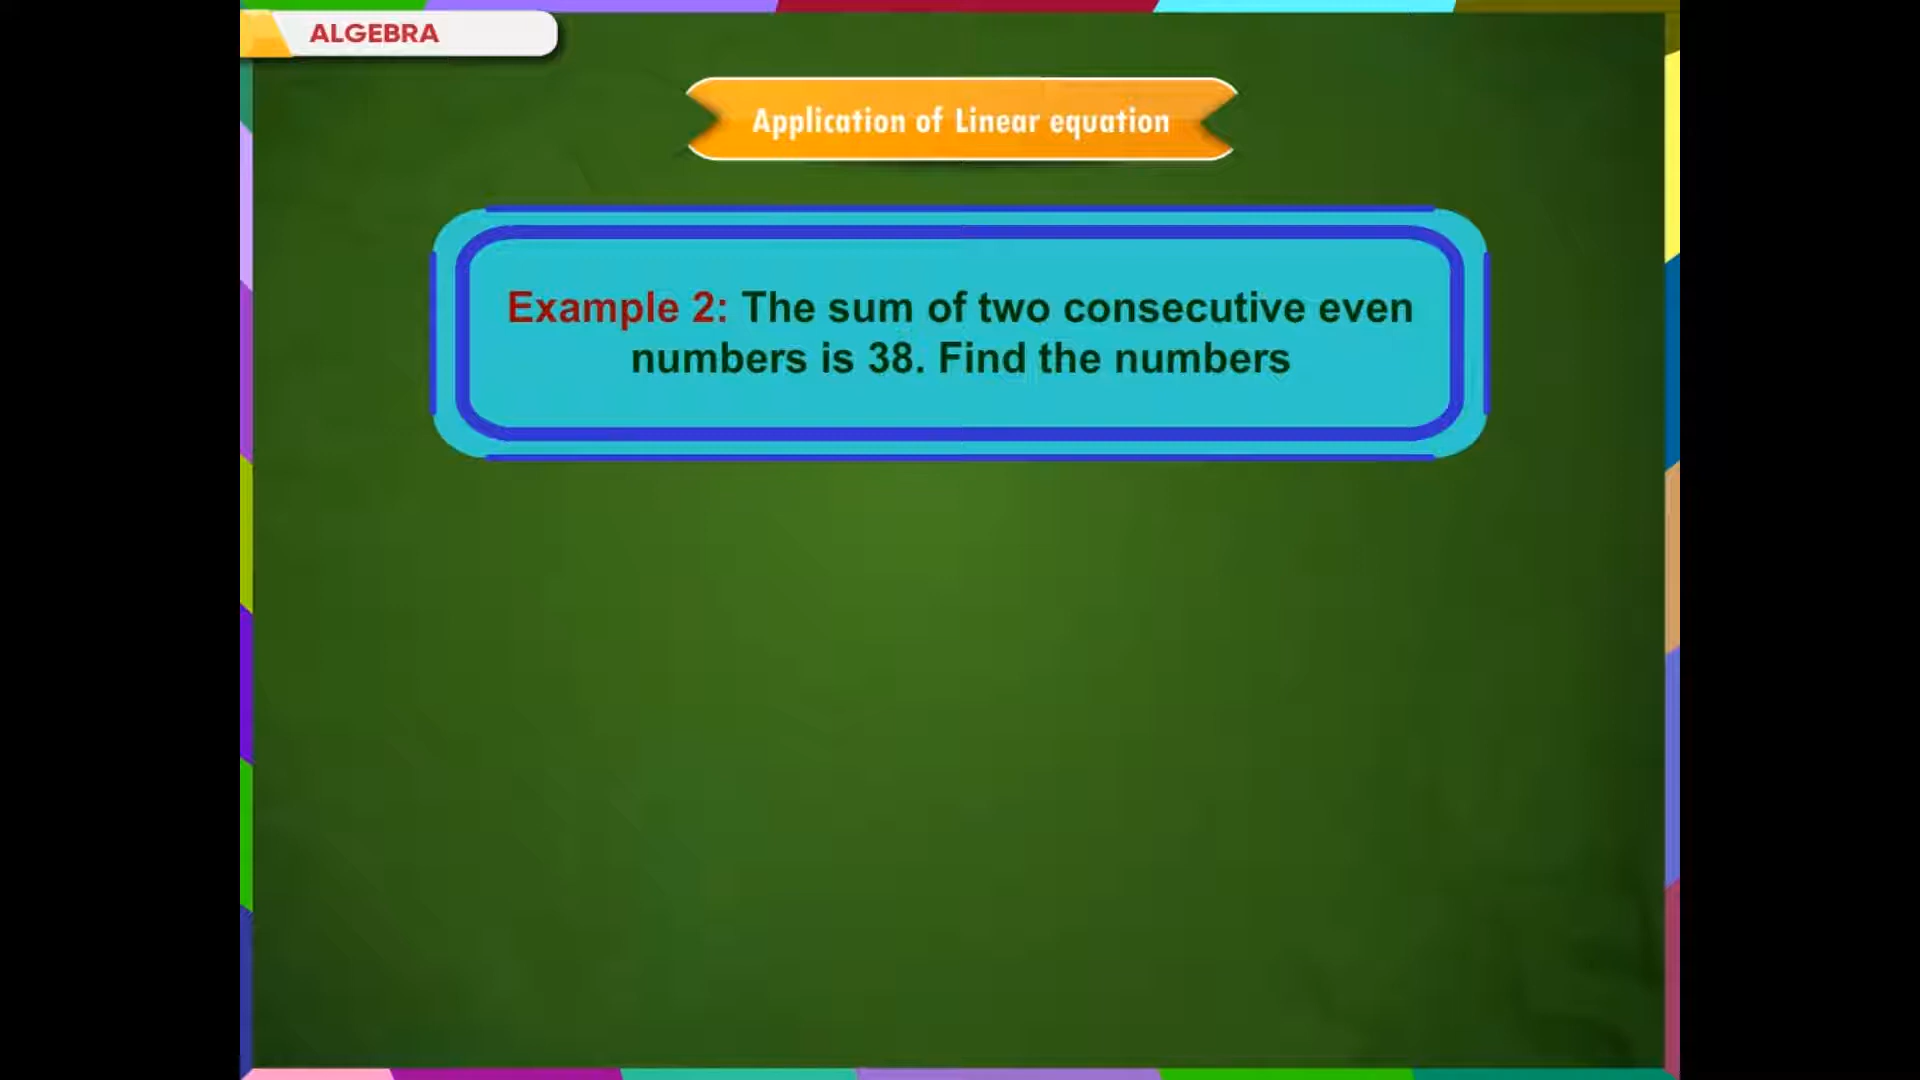 ALGEBRA
Application of Linear equation
Example 2: The sum of two consecutive even
numbers is 38. Find the numbers